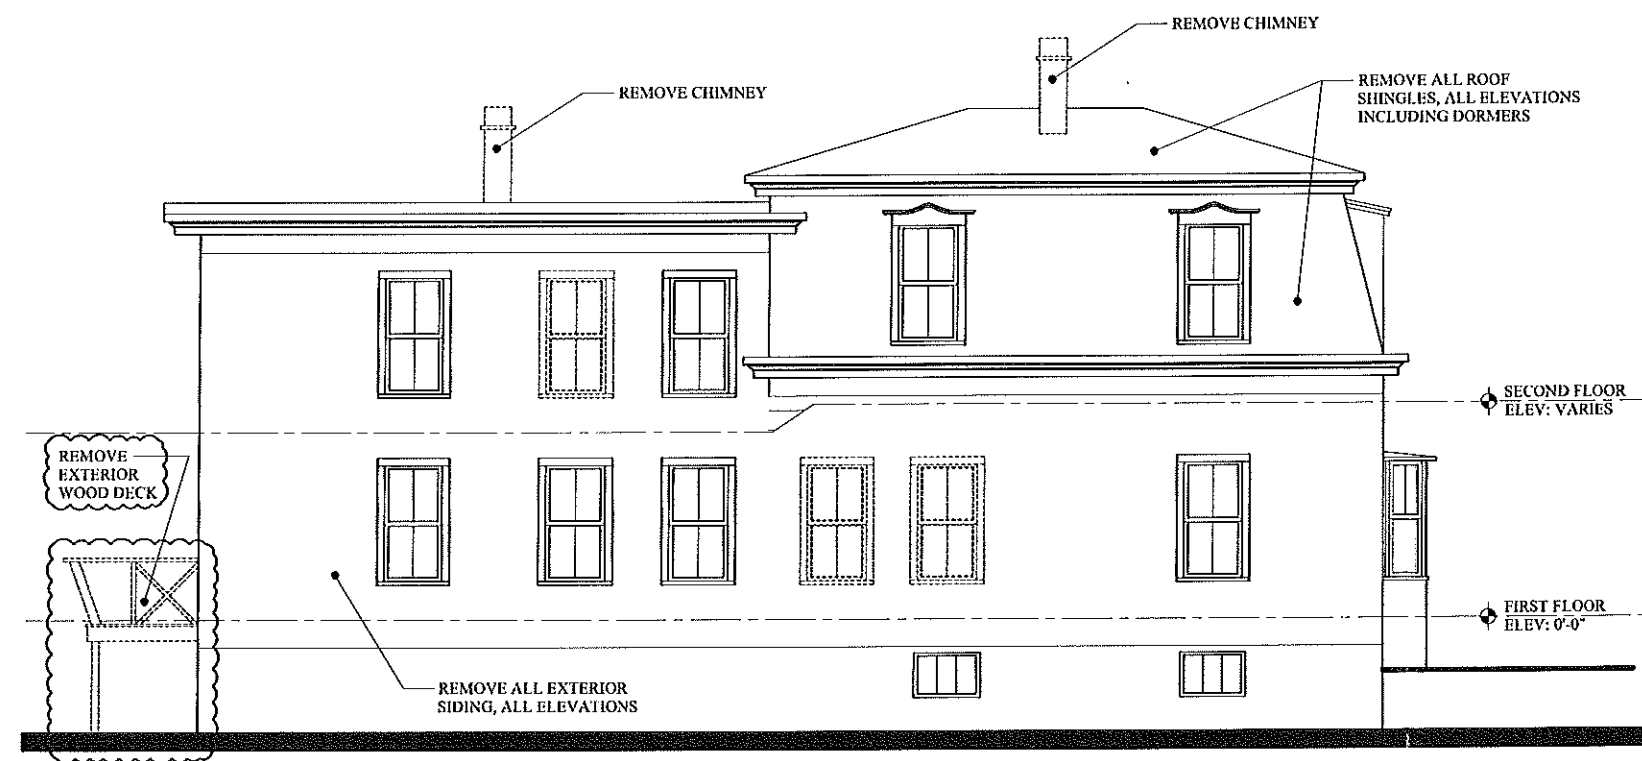 REMOVE CHIMNEY
REMOVE CHIMNEY
REMOVE ALL ROOF
SHINGLES, ALL ELEVATIONS
INCLUDING DORMERS
SECOND FLOOR
ELEV: VARIES
REMOVE
EXTERIOR
WOOD DECK
FIRST FLOOR
ELEV: 0'-0"
REMOVE ALL EXTERIOR
SIDING, ALL ELEVATIONS